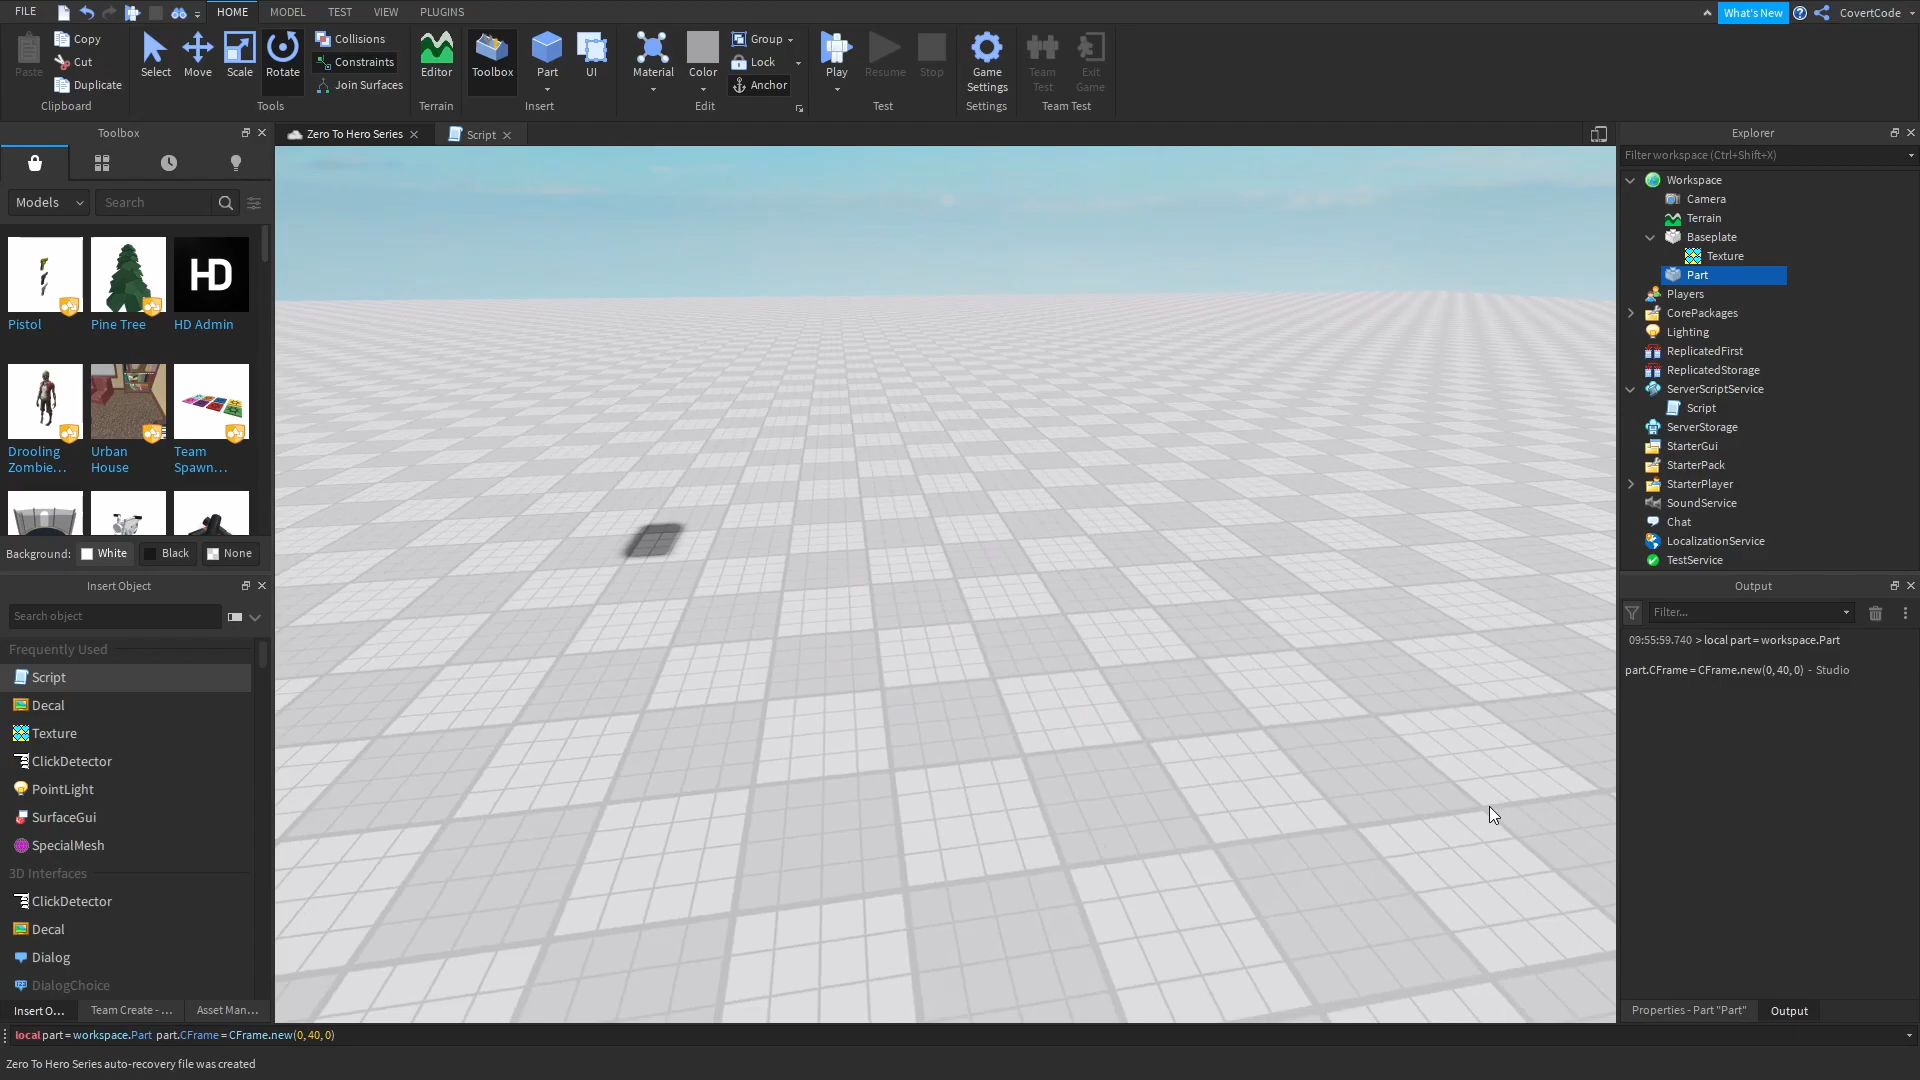 FILE
HOME
MODEL
TEST
VIEW
PLUGINS
What's New
CovertCode
Paste
Copy
Cut
Duplicate
Clipboard
Select
Move
Scale
Rotate
Collisions
Constraints
Join Surfaces
Tools
Editor
Terrain
Toolbox
Part
UI
Insert
Material
Color
Group
Lock
Anchor
Edit
Play
Resume
Stop
Test
Game
Settings
Settings
Team
Test
Exit
Game
Team Test
Toolbox
Models
Search
HD
Pistol
Pine Tree
HD Admin
Drooling
Zombie...
Urban
House
Team
Spawn...
Background:
White
Black
None
Insert Object
Search object
Frequently Used
Script
Decal
Texture
ClickDetector
PointLight
SurfaceGui
SpecialMesh
3D Interfaces
ClickDetector
Decal
Dialog
DialogChoice
Insert O...
Team Create - ...
Asset Man...
Zero To Hero Series
Script
Explorer
Filter workspace (Ctrl+Shift+X)
Workspace
Camera
Terrain
Baseplate
Texture
Part
Players
CorePackages
Lighting
ReplicatedFirst
ReplicatedStorage
ServerScriptService
Script
ServerStorage
StarterGui
StarterPack
StarterPlayer
SoundService
Chat
LocalizationService
TestService
Output
Filter...
09:55:59.740 > local part = workspace.Part
part.CFrame = CFrame.new(0, 40, 0) - Studio
Properties - Part "Part"
Output
local part = workspace.Part part.CFrame = CFrame.new(0, 40, 0)
Zero To Hero Series auto-recovery file was created